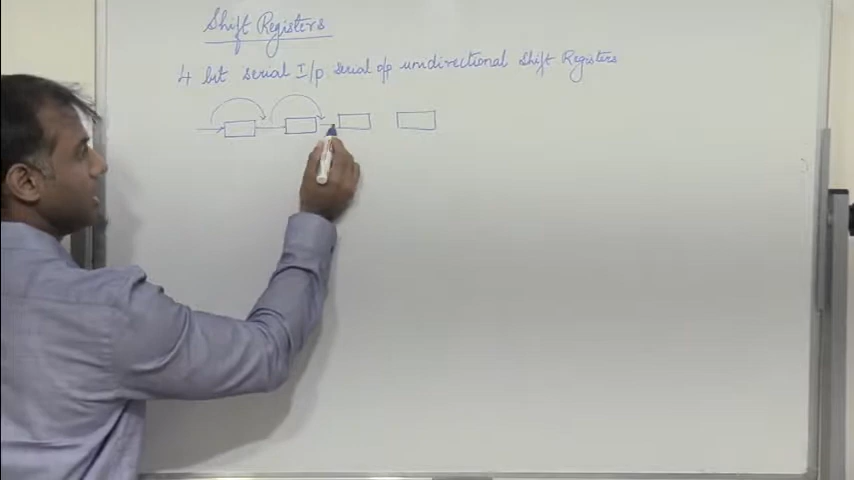 Shift Registers
4 bit serial I/p serial o/p unidirectional shift Registers